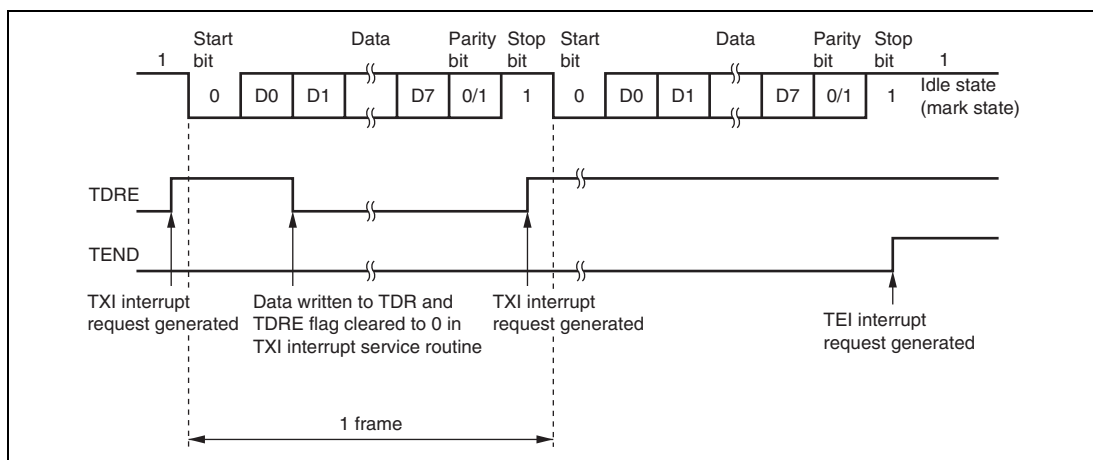 Start bit
Data
Parity bit
Stop bit
Start bit
Data
Parity bit
Stop bit
1
1
0
D0
D1
D7
0/1
1
0
D0
D1
D7
0/1
1
Idle state
(mark state)
TDRE
TEND
TXI interrupt
request generated
Data written to TDR and
TDRE flag cleared to 0 in
TXI interrupt service routine
TXI interrupt
request generated
TEI interrupt
request generated
1 frame